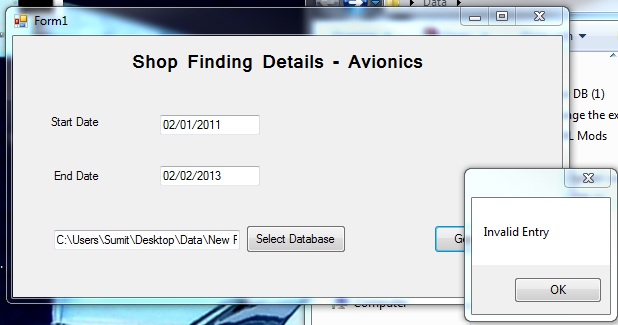 Form1
Data
Shop Finding Details - Avionics
DB (1)
ge the ex
Mods
Start Date
02/01/2011
End Date
02/02/2013
C:\Users\Sumit\Desktop\Data\New F
Select Database
Invalid Entry
OK
Computer